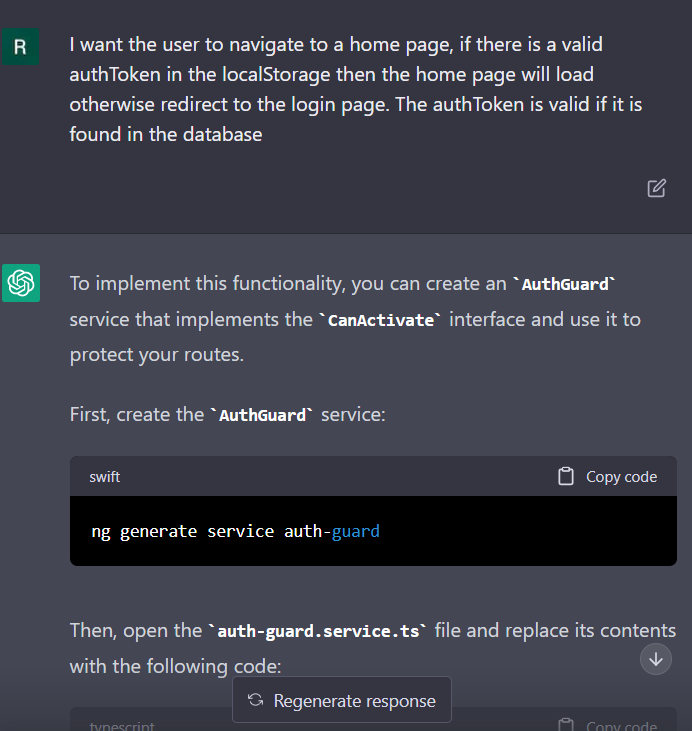 R
I want the user to navigate to a home page, if there is a valid
authToken in the localStorage then the home page will load
otherwise redirect to the login page. The authToken is valid if it is
found in the database
To implement this functionality, you can create an `AuthGuard`
service that implements the `CanActivate` interface and use it to
protect your routes.
First, create the `AuthGuard` service:
swift
Copy code
ng generate service auth-guard
Then, open the `auth-guard.service.ts` file and replace its contents
with the following code:
Regenerate response
typescript
Copy code